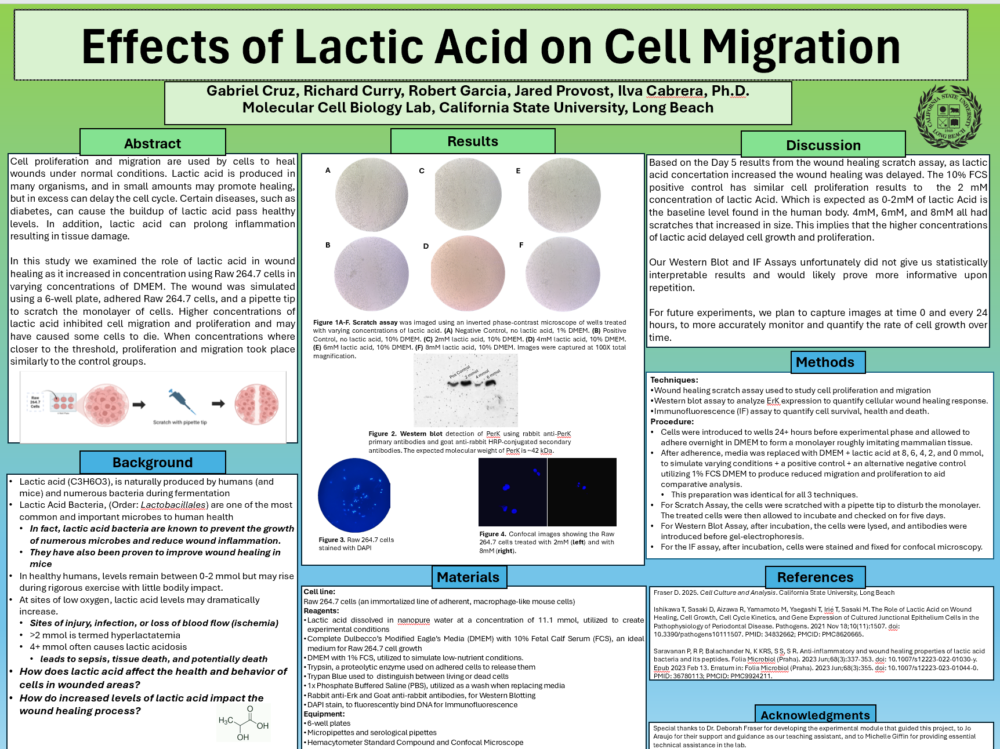 Effects of Lactic Acid on Cell Migration
Gabriel Cruz, Richard Curry, Robert Garcia, Jared Provost, Ilva Cabrera, Ph.D.
Molecular Cell Biology Lab, California State University, Long Beach
CALIFORNIA STATE UNIVERSITY
LONG BEACH
1949
Abstract
Cell proliferation and migration are used by cells to heal
wounds under normal conditions. Lactic acid is produced in
many organisms, and in small amounts may promote healing,
but in excess can delay the cell cycle. Certain diseases, such as
diabetes, can cause the buildup of lactic acid pass healthy
levels. In addition, lactic acid can prolong inflammation
resulting in tissue damage.
In this study we examined the role of lactic acid in wound
healing as it increased in concentration using Raw 264.7 cells in
varying concentrations of DMEM. The wound was simulated
using a 6-well plate, adhered Raw 264.7 cells, and a pipette tip
to scratch the monolayer of cells. Higher concentrations of
lactic acid inhibited cell migration and proliferation and may
have caused some cells to die. When concentrations where
closer to the threshold, proliferation and migration took place
similarly to the control groups.
Raw
264.7
Cells
6-Well Plate
Scratch with pipette tip
Background
• Lactic acid (C3H6O3), is naturally produced by humans (and
mice) and numerous bacteria during fermentation
• Lactic Acid Bacteria, (Order: Lactobacillales) are one of the most
common and important microbes to human health
• In fact, lactic acid bacteria are known to prevent the growth
of numerous microbes and reduce wound inflammation.
• They have also been proven to improve wound healing in
mice
• In healthy humans, levels remain between 0-2 mmol but may rise
during rigorous exercise with little bodily impact.
• At sites of low oxygen, lactic acid levels may dramatically
increase.
• Sites of injury, infection, or loss of blood flow (ischemia)
• >2 mmol is termed hyperlactatemia
• 4+ mmol often causes lactic acidosis
• leads to sepsis, tissue death, and potentially death
• How does lactic acid affect the health and behavior of
cells in wounded areas?
• How do increased levels of lactic acid impact the
wound healing process?
O
H₃C
OH
OH
Results
A
C
E
B
D
F
Figure 1A-F. Scratch assay was imaged using an inverted phase-contrast microscope of wells treated
with varying concentrations of lactic acid. (A) Negative Control, no lactic acid, 1% DMEM. (B) Positive
Control, no lactic acid, 10% DMEM. (C) 2mM lactic acid, 10% DMEM. (D) 4mM lactic acid, 10% DMEM.
(E) 6mM lactic acid, 10% DMEM. (F) 8mM lactic acid, 10% DMEM. Images were captured at 100X total
magnification.
Pos Control
2 mmol
4 mmol
6 mmol
Figure 2. Western blot detection of PerK using rabbit anti-PerK
primary antibodies and goat anti-rabbit HRP-conjugated secondary
antibodies. The expected molecular weight of PerK is ~42 kDa.
Figure 3. Raw 264.7 cells
stained with DAPI
Figure 4. Confocal images showing the Raw
264.7 cells treated with 2mM (left) and with
8mM (right).
Materials
Cell line:
Raw 264.7 cells (an immortalized line of adherent, macrophage-like mouse cells)
Reagents:
•Lactic acid dissolved in nanopure water at a concentration of 11.1 mmol, utilized to create
experimental conditions
•Complete Dulbecco's Modified Eagle's Media (DMEM) with 10% Fetal Calf Serum (FCS), an ideal
medium for Raw 264.7 cell growth
•DMEM with 1% FCS, utilized to simulate low-nutrient conditions.
•Trypsin, a proteolytic enzyme used on adhered cells to release them
•Trypan Blue used to distinguish between living or dead cells
•1x Phosphate Buffered Saline (PBS), utilized as a wash when replacing media
•Rabbit anti-Erk and Goat anti-rabbit antibodies, for Western Blotting
•DAPI stain, to fluorescently bind DNA for Immunofluorescence
Equipment:
•6-well plates
•Micropipettes and serological pipettes
•Hemacytometer Standard Compound and Confocal Microscope
Discussion
Based on the Day 5 results from the wound healing scratch assay, as lactic
acid concertation increased the wound healing was delayed. The 10% FCS
positive control has similar cell proliferation results to the 2 mM
concentration of lactic Acid. Which is expected as 0-2mM of lactic Acid is
the baseline level found in the human body. 4mM, 6mM, and 8mM all had
scratches that increased in size. This implies that the higher concentrations
of lactic acid delayed cell growth and proliferation.
Our Western Blot and IF Assays unfortunately did not give us statistically
interpretable results and would likely prove more informative upon
repetition.
For future experiments, we plan to capture images at time 0 and every 24
hours, to more accurately monitor and quantify the rate of cell growth over
time.
Methods
Techniques:
•Wound healing scratch assay used to study cell proliferation and migration
•Western blot assay to analyze ErK expression to quantify cellular wound healing response.
•Immunofluorescence (IF) assay to quantify cell survival, health and death.
Procedure:
• Cells were introduced to wells 24+ hours before experimental phase and allowed to
adhere overnight in DMEM to form a monolayer roughly imitating mammalian tissue.
• After adherence, media was replaced with DMEM + lactic acid at 8, 6, 4, 2, and 0 mmol,
to simulate varying conditions + a positive control + an alternative negative control
utilizing 1% FCS DMEM to produce reduced migration and proliferation to aid
comparative analysis.
• This preparation was identical for all 3 techniques.
• For Scratch Assay, the cells were scratched with a pipette tip to disturb the monolayer.
The treated cells were then allowed to incubate and checked on for five days.
• For Western Blot Assay, after incubation, the cells were lysed, and antibodies were
introduced before gel-electrophoresis.
• For the IF assay, after incubation, cells were stained and fixed for confocal microscopy.
References
Fraser D. 2025. Cell Culture and Analysis. California State University, Long Beach
Ishikawa T, Sasaki D, Aizawa R, Yamamoto M, Yaegashi T, Irié T, Sasaki M. The Role of Lactic Acid on Wound
Healing, Cell Growth, Cell Cycle Kinetics, and Gene Expression of Cultured Junctional Epithelium Cells in the
Pathophysiology of Periodontal Disease. Pathogens. 2021 Nov 18;10(11):1507. doi:
10.3390/pathogens10111507. PMID: 34832662; PMCID: PMC8620665.
Saravanan P, R P, Balachander N, K KRS, S S, S R. Anti-inflammatory and wound healing properties of lactic acid
bacteria and its peptides. Folia Microbiol (Praha). 2023 Jun;68(3):337-353. doi: 10.1007/s12223-022-01030-y.
Epub 2023 Feb 13. Erratum in: Folia Microbiol (Praha). 2023 Jun;68(3):355. doi: 10.1007/s12223-023-01044-0.
PMID: 36780113; PMCID: PMC9924211.
Acknowledgments
Special thanks to Dr. Deborah Fraser for developing the experimental module that guided this project, to Jo
Araujo for their support and guidance as our teaching assistant, and to Michelle Giffin for providing essential
technical assistance in the lab.